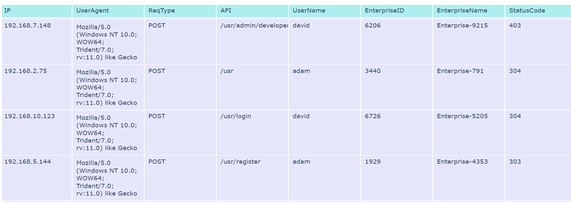 IP UserAgent ReqType API UserName EnterpriseID EnterpriseName StatusCode
192.168.7.148 Mozilla/5.0 POST /usr/admin/developer david 6206 Enterprise-9215 403
(Windows NT 10.0;
WOW64;
Trident/7.0;
rv:11.0) like Gecko
192.168.2.75 Mozilla/5.0 POST /usr adam 3440 Enterprise-791 304
(Windows NT 10.0;
WOW64;
Trident/7.0;
rv:11.0) like Gecko
192.168.10.123 Mozilla/5.0 POST /usr/login david 6726 Enterprise-5205 304
(Windows NT 10.0;
WOW64;
Trident/7.0;
rv:11.0) like Gecko
192.168.5.144 Mozilla/5.0 POST /usr/register adam 1929 Enterprise-4353 303
(Windows NT 10.0;
WOW64;
Trident/7.0;
rv:11.0) like Gecko